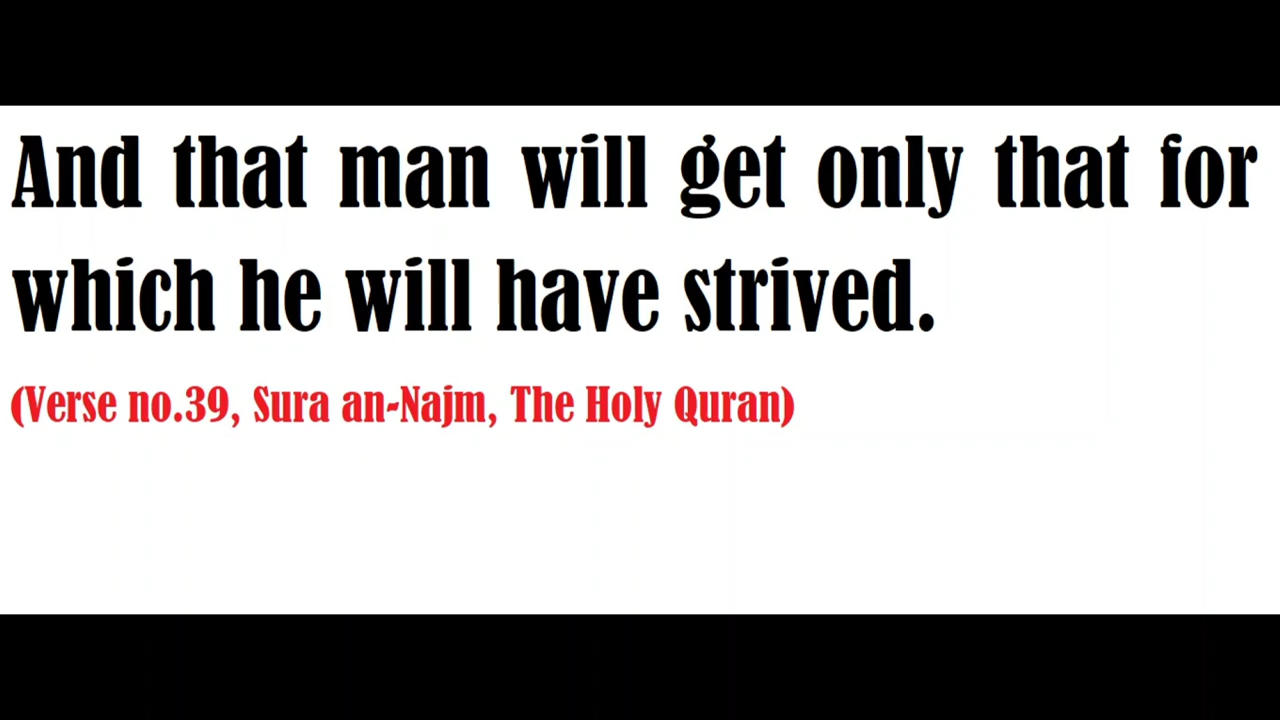 And that man will get only that for
which he will have strived.
(Verse no.39, Sura an-Najm, The Holy Quran)